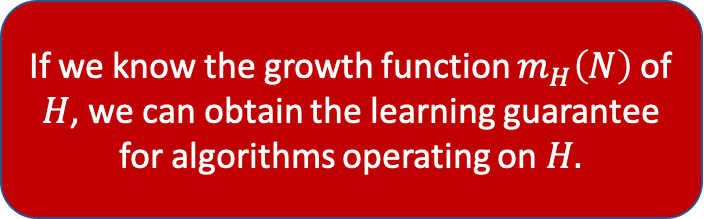 If we know the growth function m_H(N) of
H, we can obtain the learning guarantee
for algorithms operating on H.